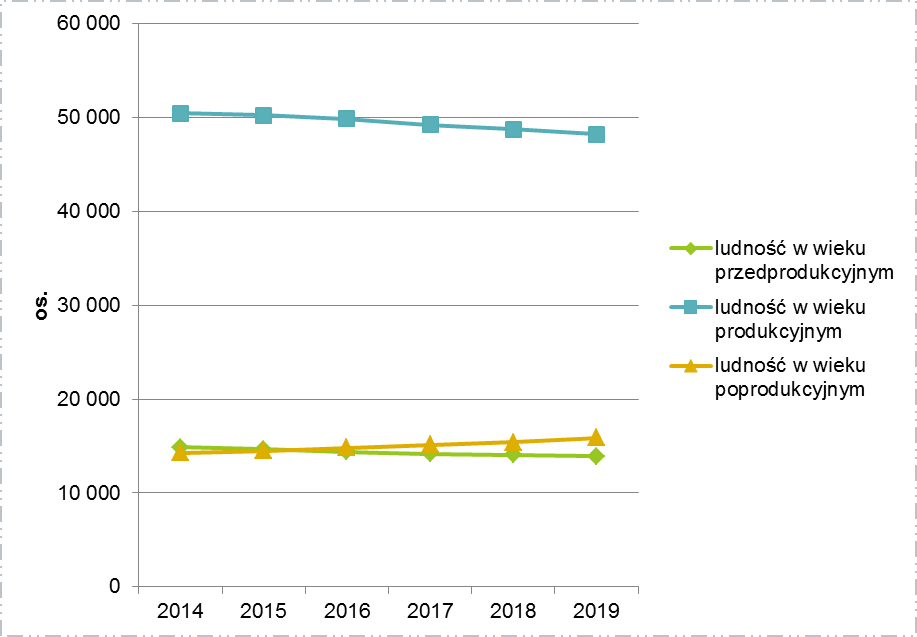 60 000
50 000
40 000
30 000
20 000
10 000
0
os.
2014 2015 2016 2017 2018 2019
ludność w wieku
przedprodukcyjnym
ludność w wieku
produkcyjnym
ludność w wieku
poprodukcyjnym